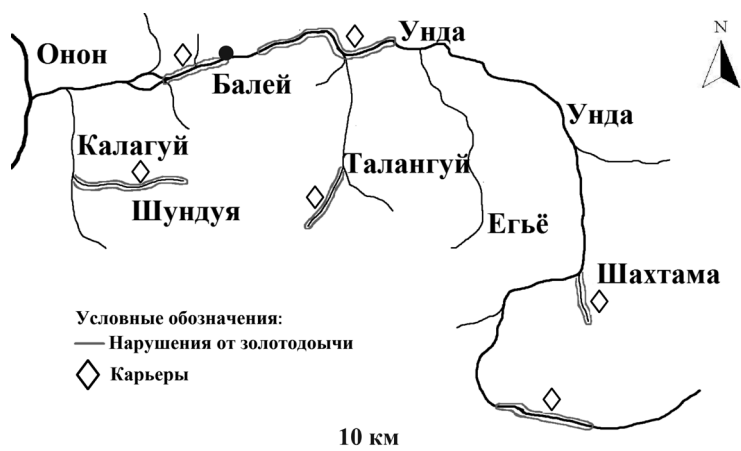 Унда
N
Онон
Балей
Унда
Калагуй
Талангуй
Шундуя
Егьё
Шахтама
Условные обозначения:
Нарушения от золотодоычи
Карьеры
10 км